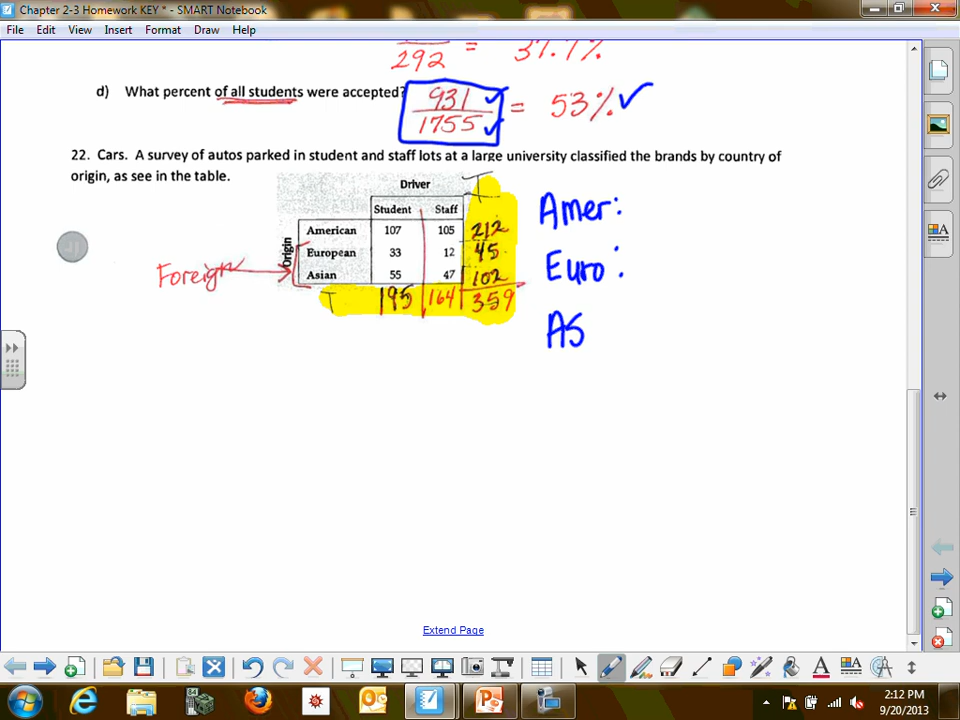 Chapter 2-3 Homework KEY * - SMART Notebook
File Edit View Insert Format Draw Help
292 = 37.7%
d) What percent of all students were accepted? 931/1755 = 53%
22. Cars. A survey of autos parked in student and staff lots at a large university classified the brands by country of
origin, as see in the table.
Driver T
Student Staff
Origin
American 107 105 212
European 33 12 45
Asian 55 47 102
T 195 164 359
Foreign
Amer:
Euro:
AS
Extend Page
2:12 PM
9/20/2013